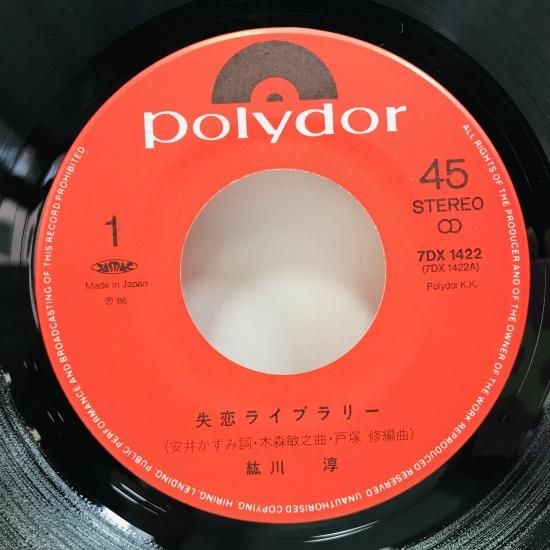 polydor
1
45
STEREO
JASRAC
Made in Japan
℗ '86
7DX 1422
(7DX 1422A)
Polydor K.K.
失恋ライブラリー
(安井かずみ詞・木森敏之曲・戸塚 修編曲)
紘川 淳
ALL RIGHTS OF THE PRODUCER AND OF THE OWNER OF THE WORK REPRODUCED RESERVED UNAUTHORISED COPYING, HIRING, LENDING, PUBLIC PERFORMANCE AND BROADCASTING OF THIS RECORD PROHIBITED.